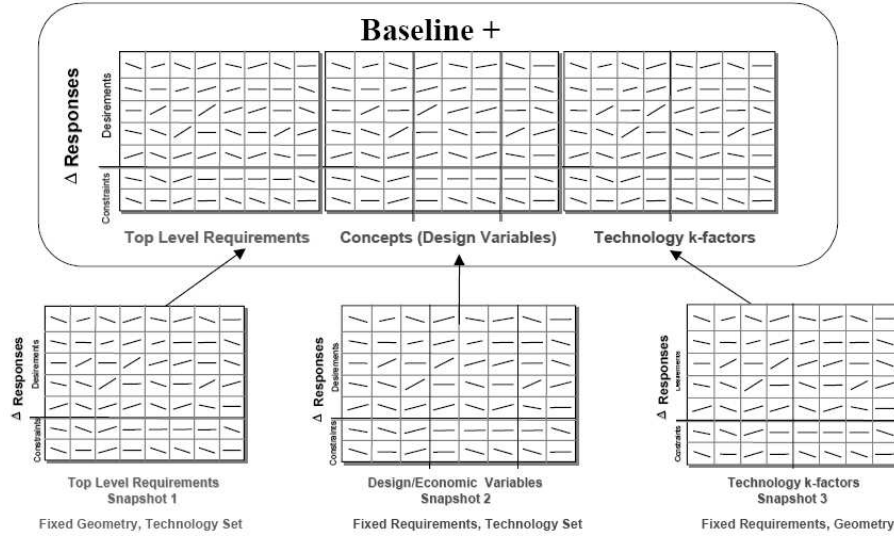 Baseline +
Δ Responses
Desirements
Constraints
Top Level Requirements
Concepts (Design Variables)
Technology k-factors
Δ Responses
Desirements
Constraints
Top Level Requirements
Snapshot 1
Fixed Geometry, Technology Set
Δ Responses
Desirements
Constraints
Design/Economic Variables
Snapshot 2
Fixed Requirements, Technology Set
Δ Responses
Desirements
Constraints
Technology k-factors
Snapshot 3
Fixed Requirements, Geometry